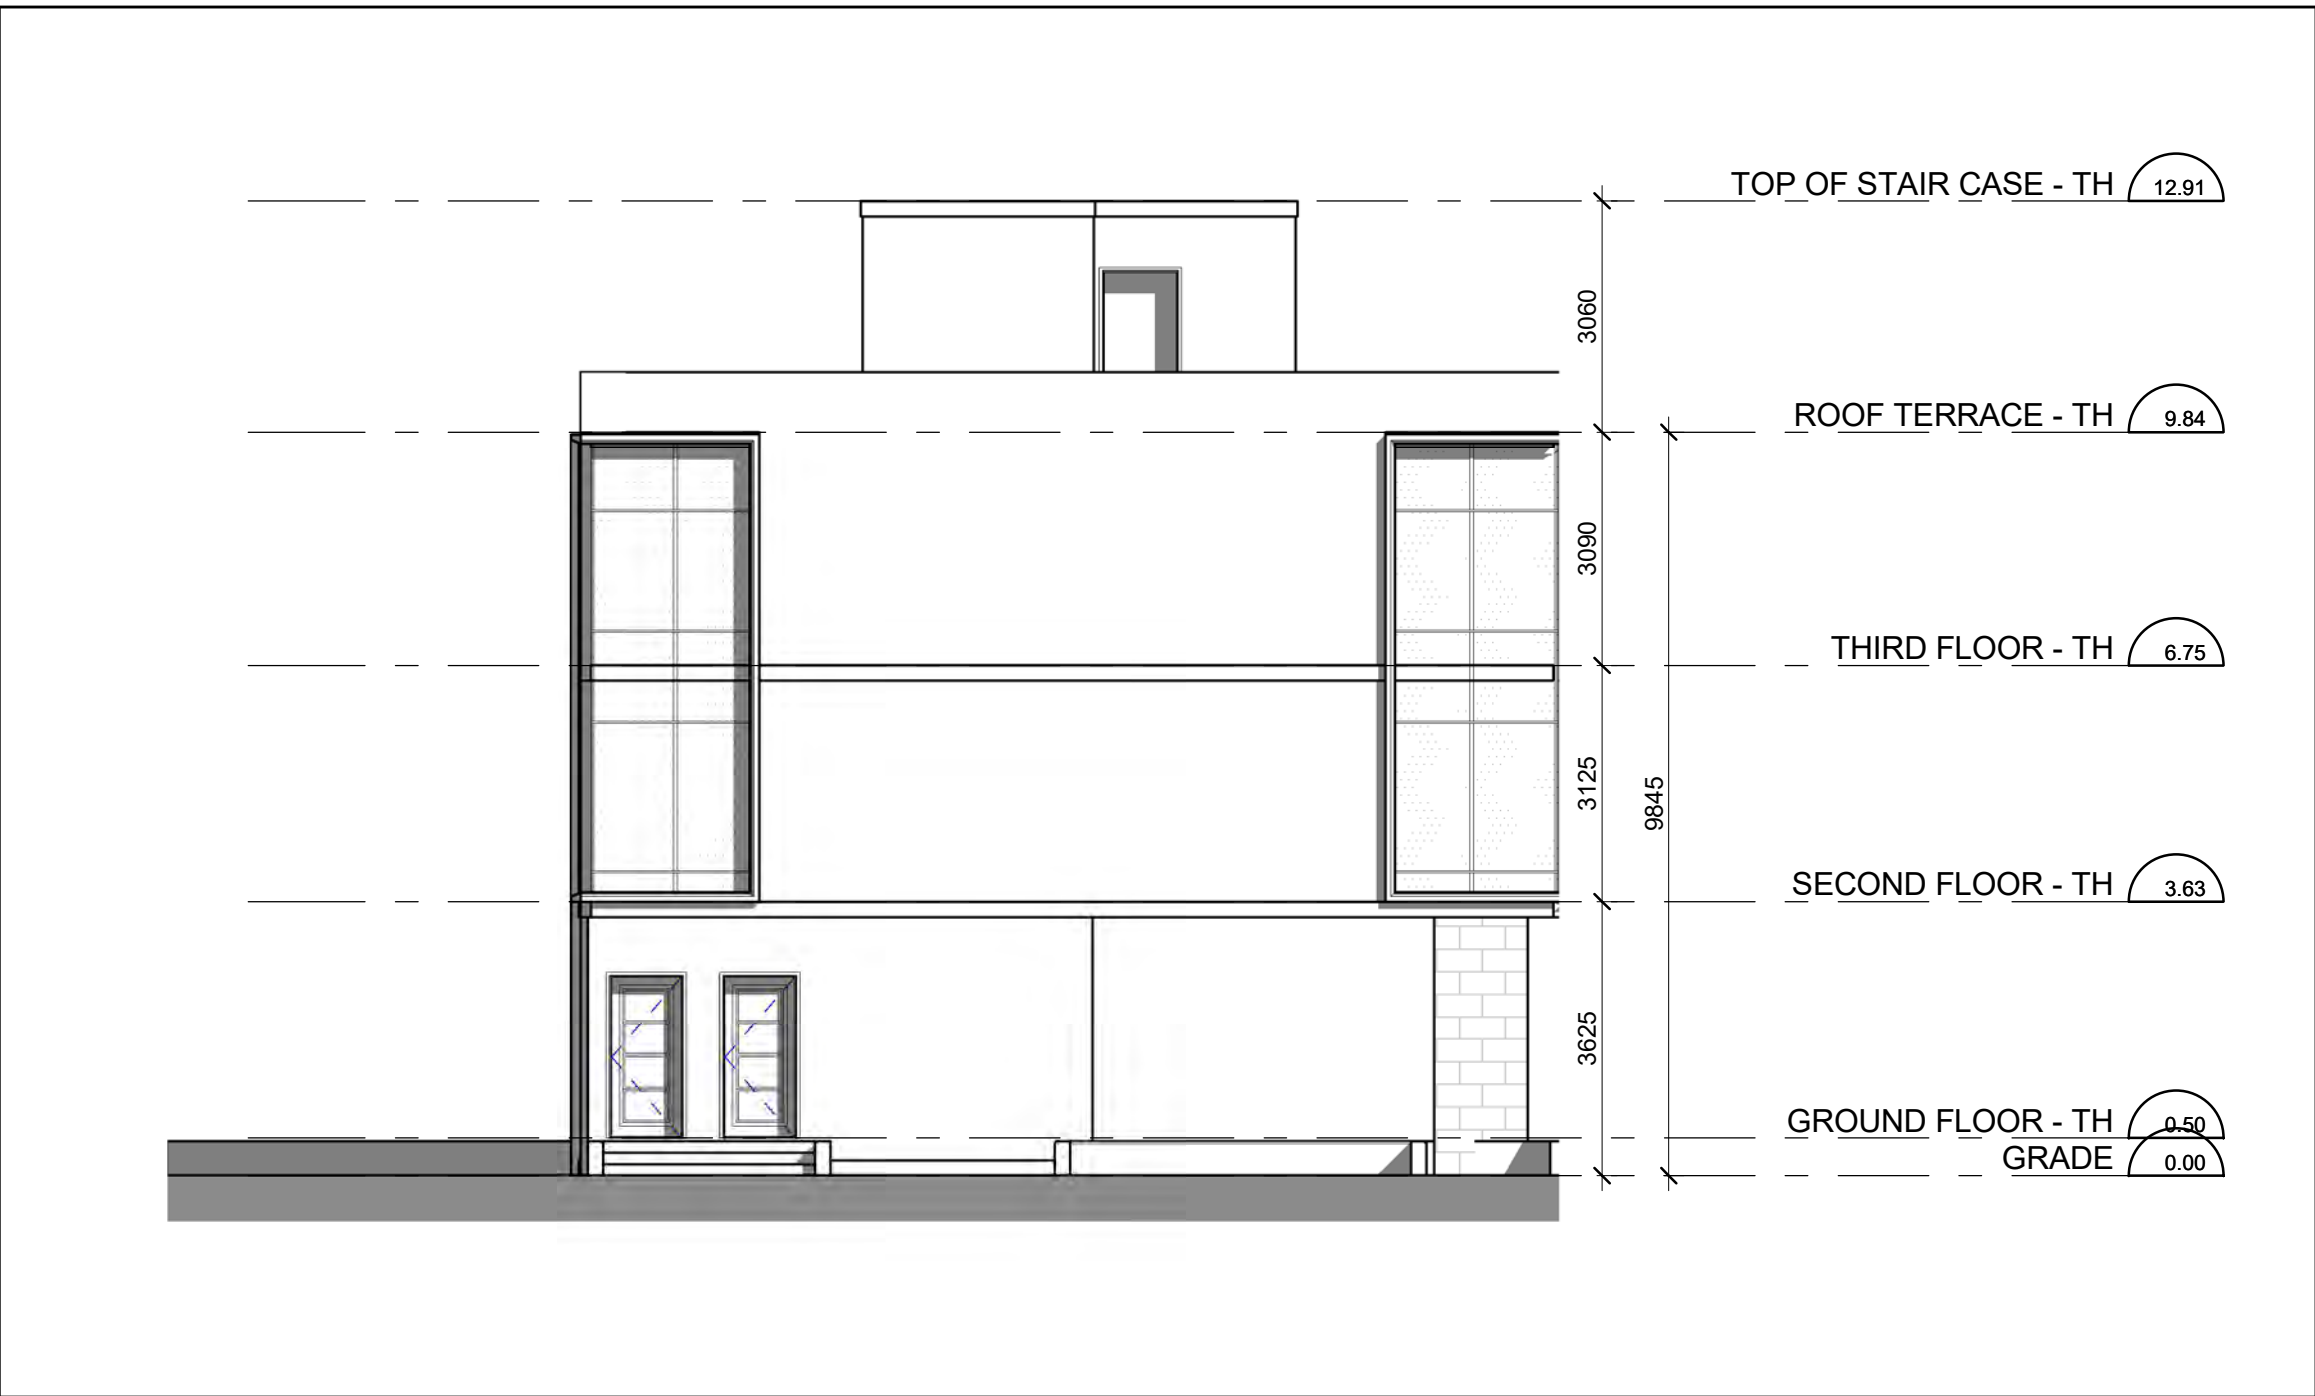 TOP OF STAIR CASE - TH 12.91
3060
ROOF TERRACE - TH 9.84
3090
THIRD FLOOR - TH 6.75
3125
9845
SECOND FLOOR - TH 3.63
3625
GROUND FLOOR - TH 0.50
GRADE 0.00